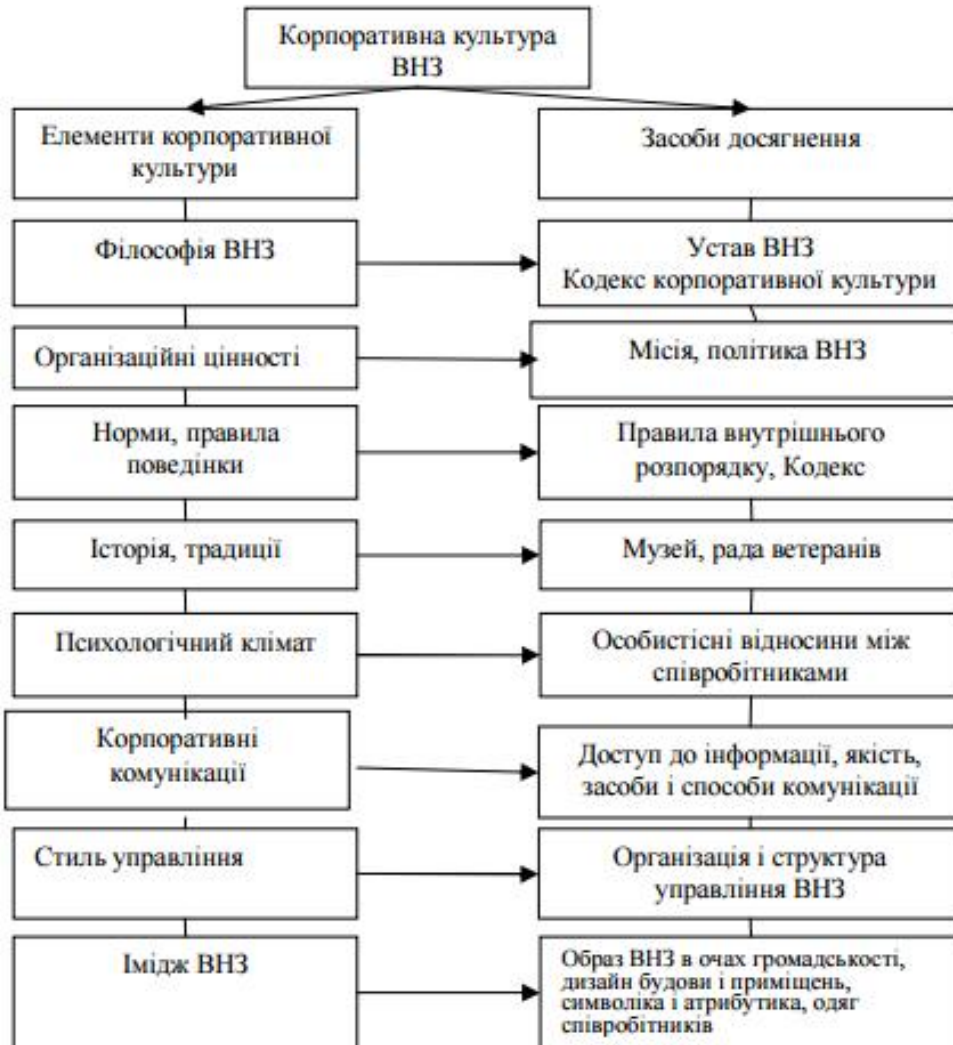 Корпоративна культура
ВНЗ
Елементи корпоративної
культури
Засоби досягнення
Філософія ВНЗ
Устав ВНЗ
Кодекс корпоративної культури
Організаційні цінності
Місія, політика ВНЗ
Норми, правила
поведінки
Правила внутрішнього
розпорядку, Кодекс
Історія, традиції
Музей, рада ветеранів
Психологічний клімат
Особистісні відносини між
співробітниками
Корпоративні
комунікації
Доступ до інформації, якість,
засоби і способи комунікації
Стиль управління
Організація і структура
управління ВНЗ
Імідж ВНЗ
Образ ВНЗ в очах громадськості,
дизайн будови і приміщень,
символіка і атрибутика, одяг
співробітників